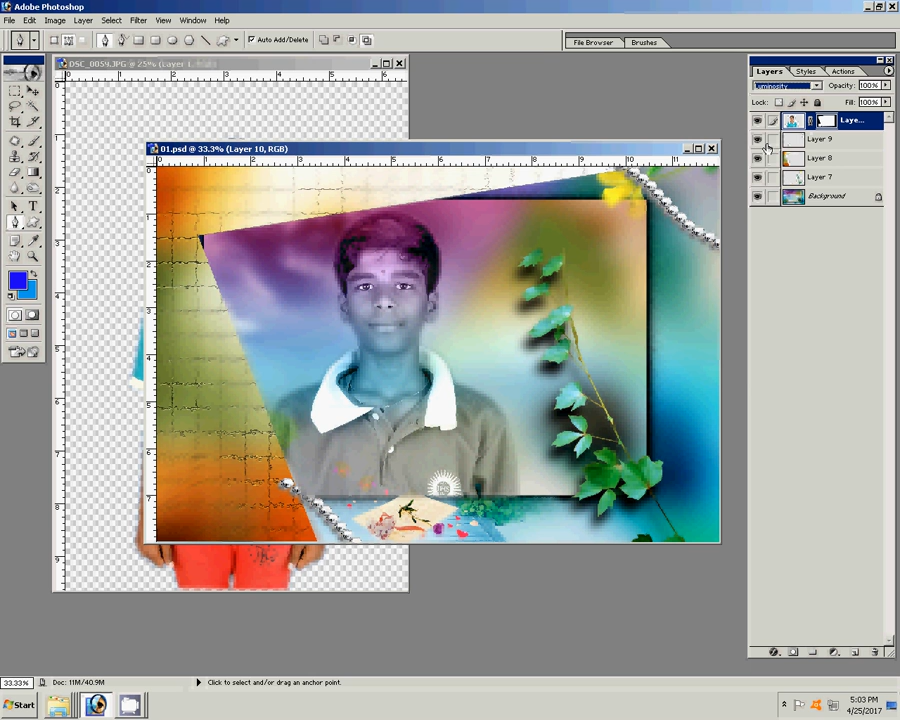 Adobe Photoshop
File Edit Image Layer Select Filter View Window Help
Auto Add/Delete
File Browser Brushes
DSC_0059.JPG @ 25% (Layer 1, RGB)
01.psd @ 33.3% (Layer 10, RGB)
Layers Styles Actions
Luminosity Opacity: 100%
Lock: Fill: 100%
Laye...
Layer 9
Layer 8
Layer 7
Background
33.33% Doc: 11M/40.9M Click to select and/or drag an anchor point.
Start
5:03 PM
4/25/2017